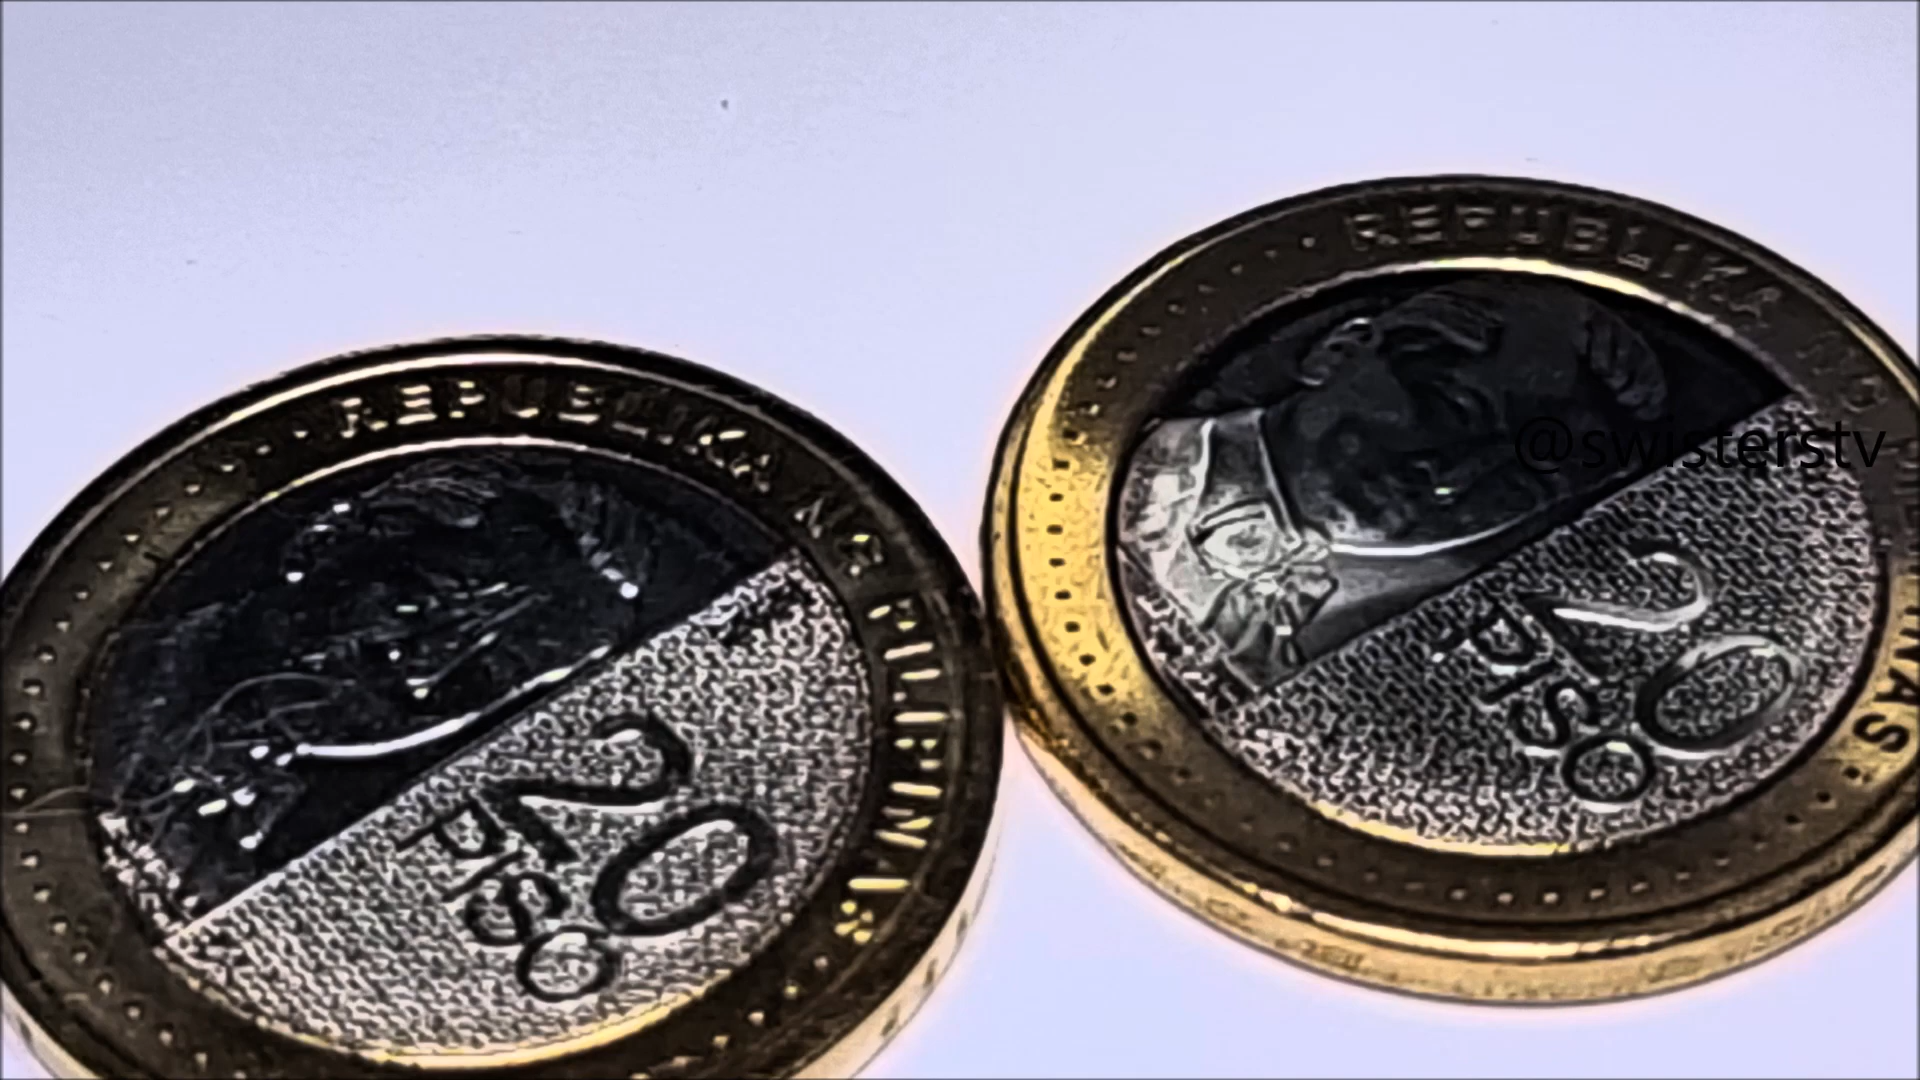 REPUBLIKA NG PILIPINAS
20
PISO
REPUBLIKA NG PILIPINAS
20
PISO
@swisterstv